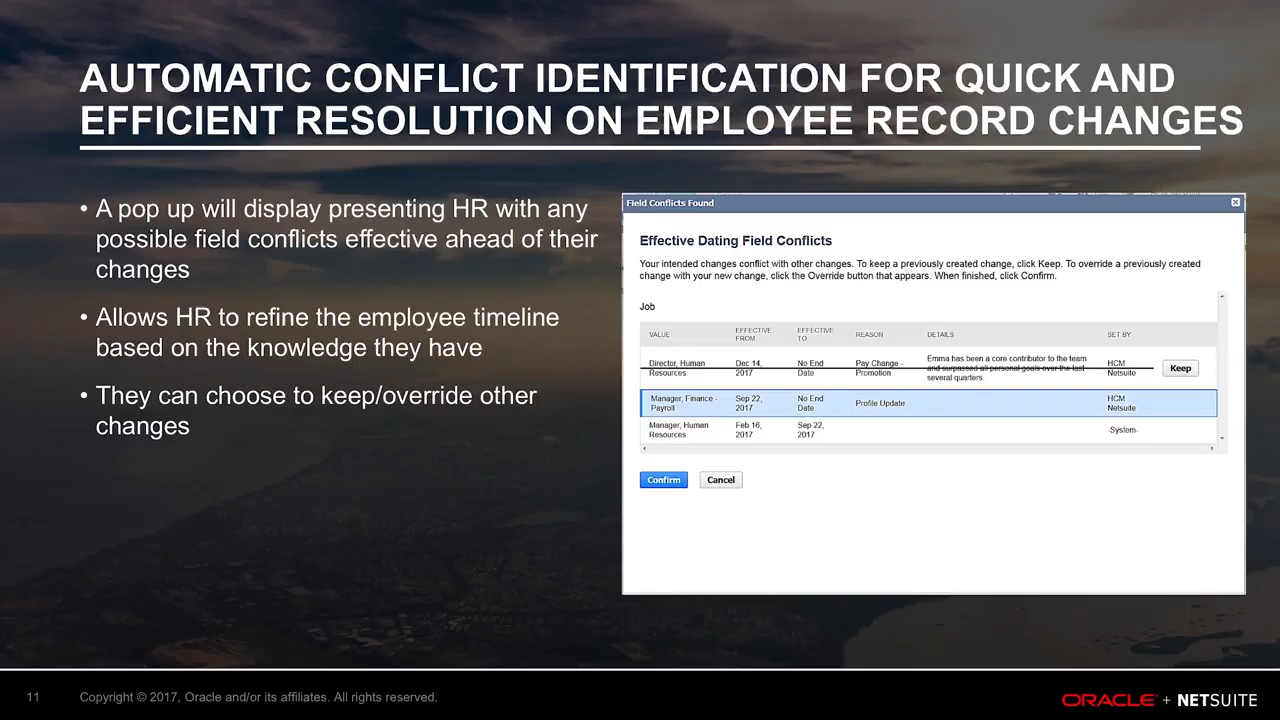 AUTOMATIC CONFLICT IDENTIFICATION FOR QUICK AND
EFFICIENT RESOLUTION ON EMPLOYEE RECORD CHANGES
• A pop up will display presenting HR with any
possible field conflicts effective ahead of their
changes
• Allows HR to refine the employee timeline
based on the knowledge they have
• They can choose to keep/override other
changes
Field Conflicts Found
Effective Dating Field Conflicts
Your intended changes conflict with other changes. To keep a previously created change, click Keep. To override a previously created
change with your new change, click the Override button that appears. When finished, click Confirm.
Job
VALUE EFFECTIVE FROM EFFECTIVE TO REASON DETAILS SET BY
Director, Human Resources Dec 14, 2017 No End Date Pay Change - Promotion Emma has been a core contributor to the team and surpassed all personal goals over the last several quarters. HCM Netsuite Keep
Manager, Finance - Payroll Sep 22, 2017 No End Date Profile Update HCM Netsuite
Manager, Human Resources Feb 16, 2017 Sep 22, 2017 -System-
Confirm Cancel
11 Copyright © 2017, Oracle and/or its affiliates. All rights reserved.
ORACLE + NETSUITE